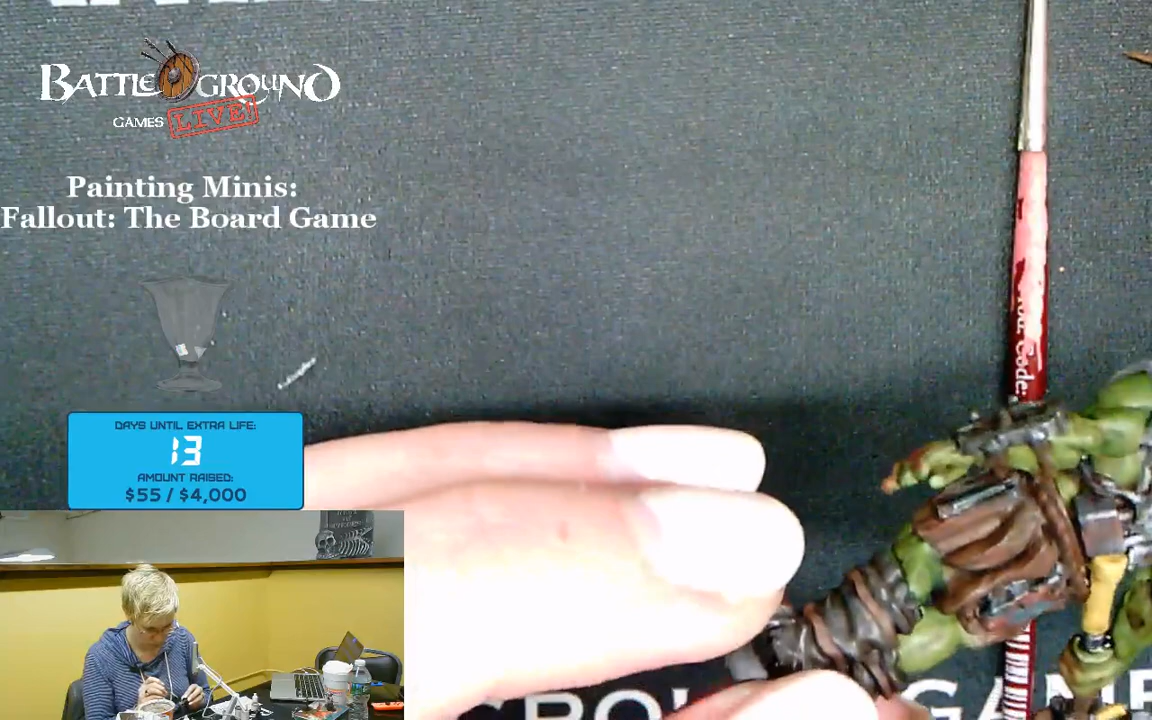 BATTLEGROUND
GAMES LIVE!
Painting Minis:
Fallout: The Board Game
DAYS UNTIL EXTRA LIFE:
13
AMOUNT RAISED:
$55 / $4,000